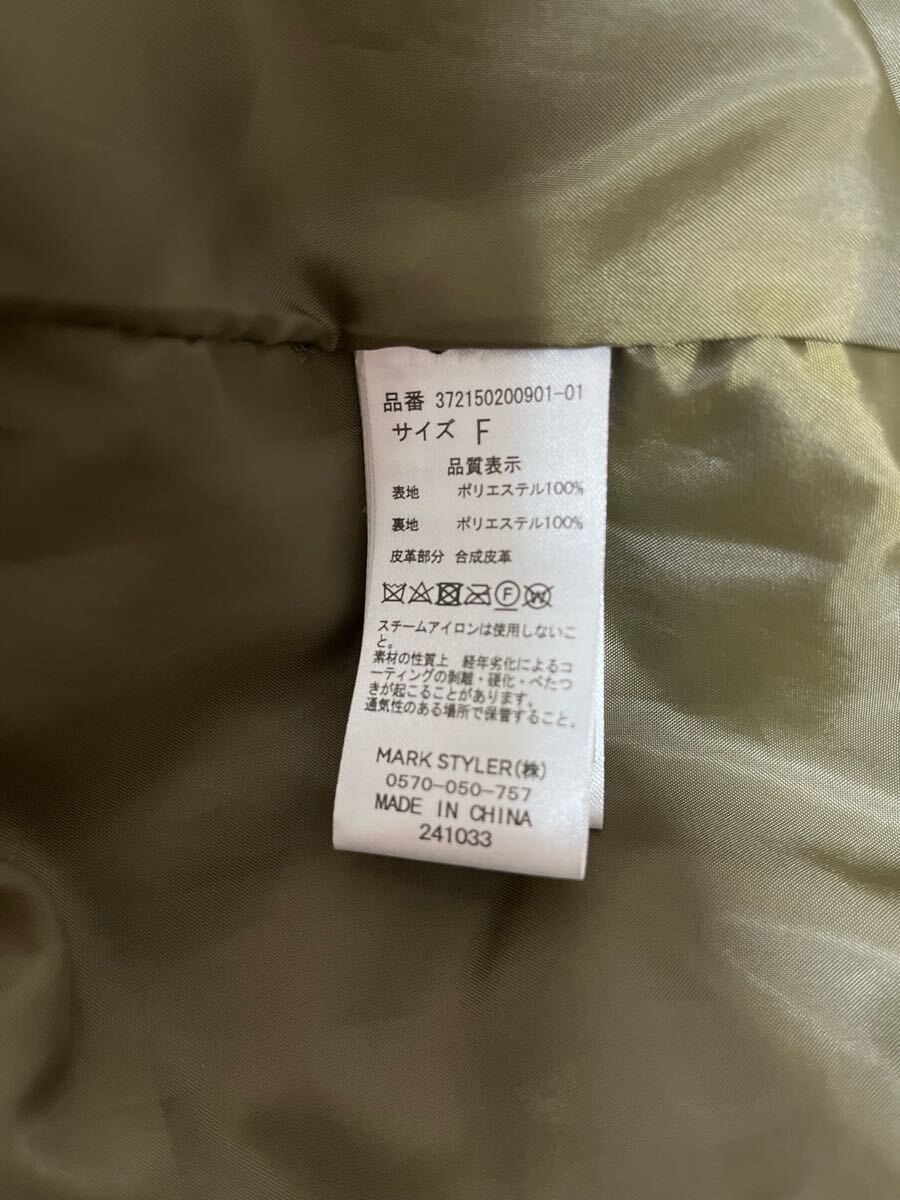 品番 372150200901-01
サイズ F
品質表示
表地 ポリエステル100%
裏地 ポリエステル100%
皮革部分 合成皮革
F W
スチームアイロンは使用しないこ
と。
素材の性質上 経年劣化によるコ
ーティングの剥離・硬化・べたつ
きが起こることがあります。
通気性のある場所で保管すること。
MARK STYLER(株)
0570-050-757
MADE IN CHINA
241033